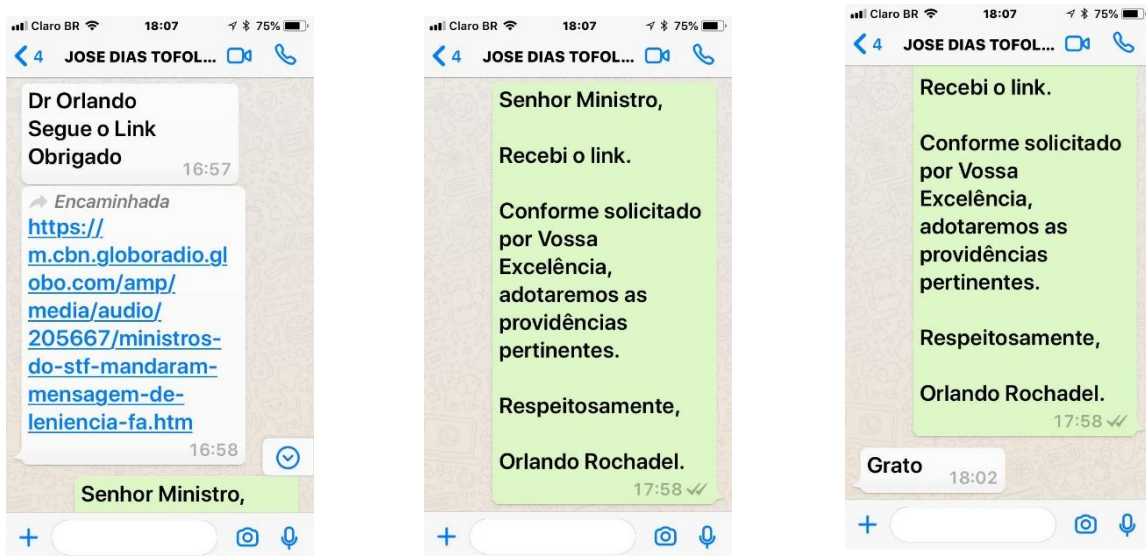 Claro BR 18:07 75%
4 JOSE DIAS TOFOL...
Dr Orlando
Segue o Link
Obrigado
16:57
Encaminhada
https://
m.cbn.globoradio.gl
obo.com/amp/
media/audio/
205667/ministros-
do-stf-mandaram-
mensagem-de-
leniencia-fa.htm
16:58
Senhor Ministro,
Claro BR 18:07 75%
4 JOSE DIAS TOFOL...
Senhor Ministro,
Recebi o link.
Conforme solicitado
por Vossa
Excelência,
adotaremos as
providências
pertinentes.
Respeitosamente,
Orlando Rochadel.
17:58
Claro BR 18:07 75%
4 JOSE DIAS TOFOL...
Recebi o link.
Conforme solicitado
por Vossa
Excelência,
adotaremos as
providências
pertinentes.
Respeitosamente,
Orlando Rochadel.
17:58
Grato
18:02